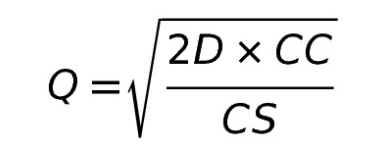 Q = √(2D × CC / CS)